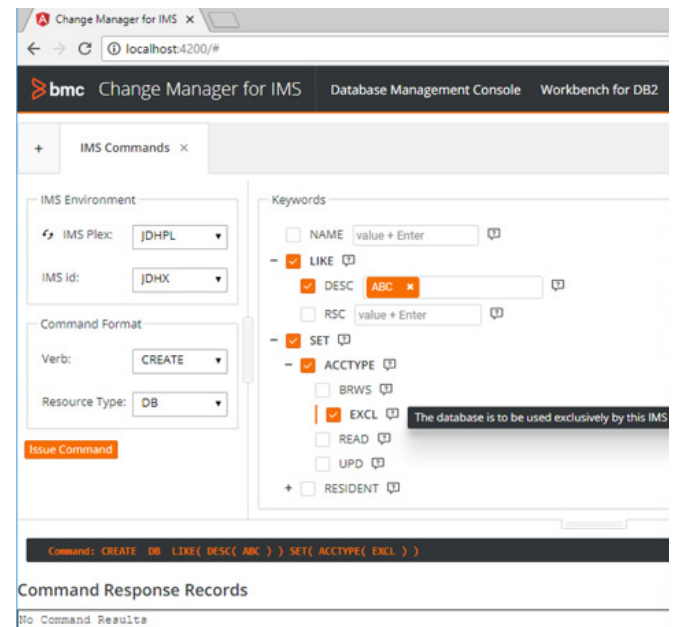 Change Manager for IMS
localhost:4200/#
bmc Change Manager for IMS Database Management Console Workbench for DB2
+ IMS Commands ×
IMS Environment
IMS Plex: JDHPL
IMS id: JDHX
Command Format
Verb: CREATE
Resource Type: DB
Issue Command
Keywords
NAME value + Enter
LIKE
DESC ABC ×
RSC value + Enter
SET
ACCTYPE
BRWS
EXCL The database is to be used exclusively by this IMS
READ
UPD
+ RESIDENT
Command: CREATE DB LIKE( DESC( ABC ) ) SET( ACCTYPE( EXCL ) )
Command Response Records
No Command Results